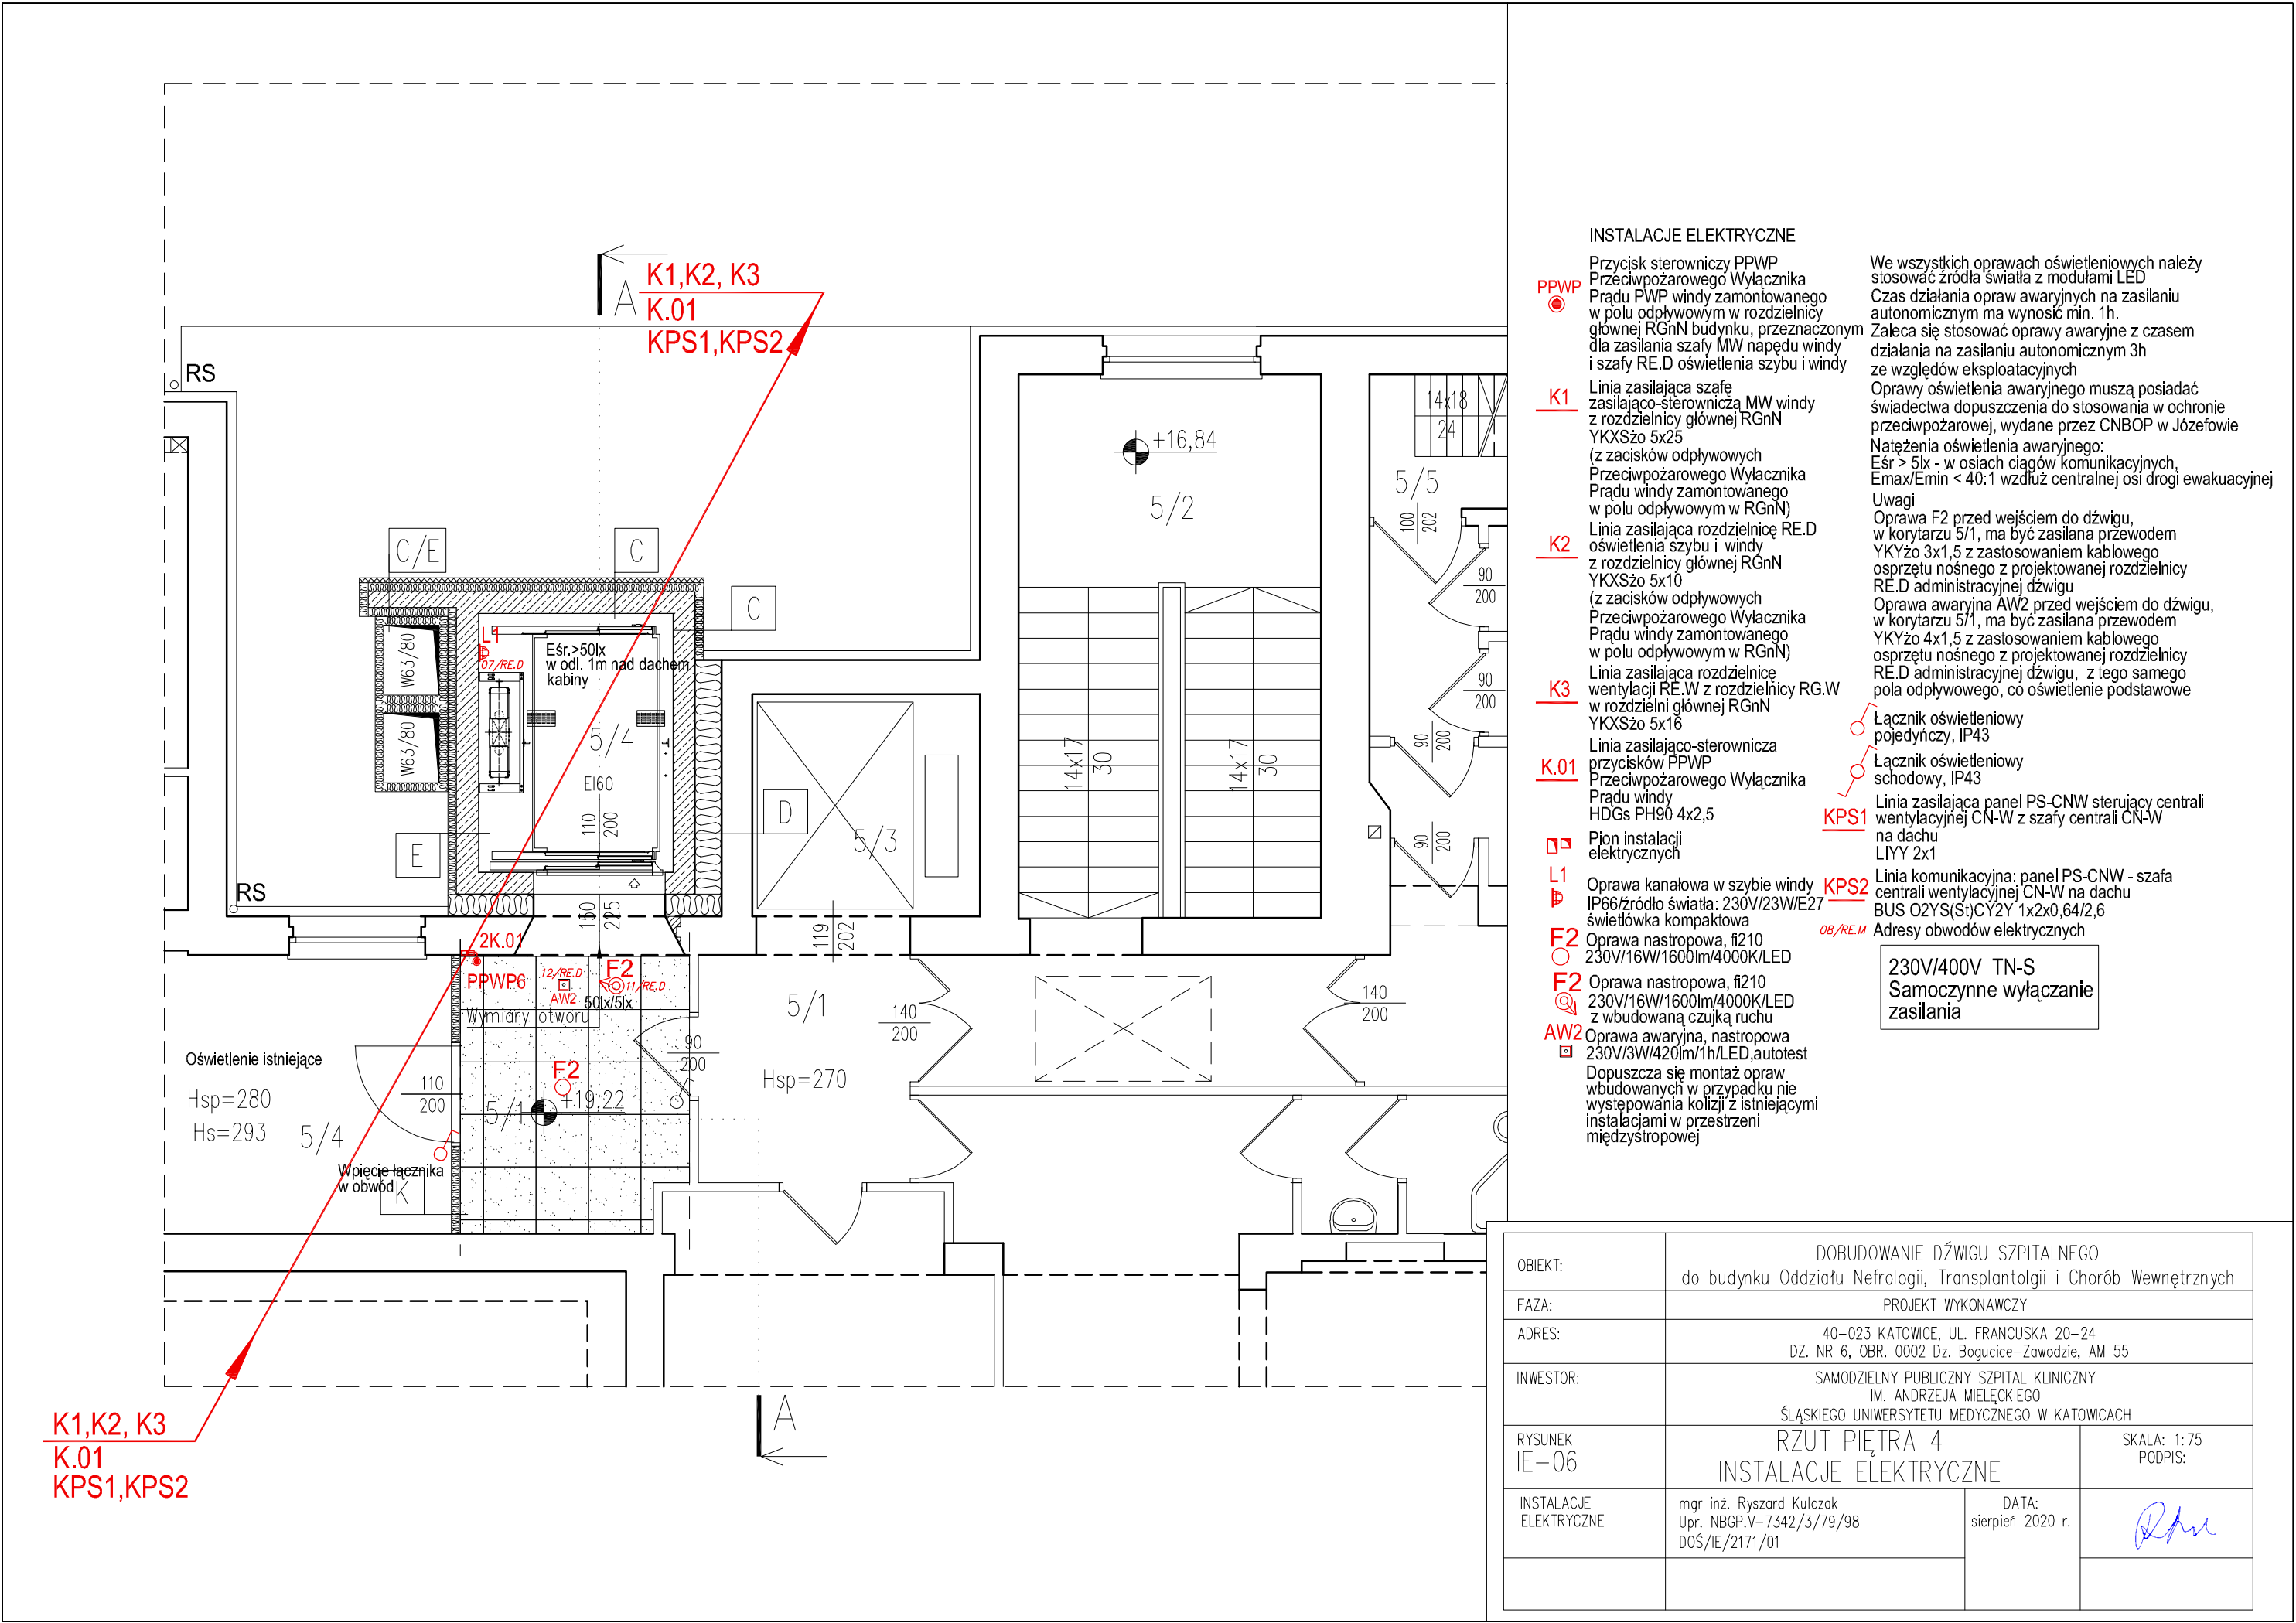 K1,K2, K3
K.01
KPS1,KPS2
A
RS
RS
C/E
C
C
W63/80
W63/80
L1
07/RE.D
Eśr.>50lx
w odl. 1m nad dachem
kabiny
5/4
EI60
110
200
E
D
5/3
150
225
119
202
+16,84
5/2
14x17
30
14x17
30
14x18
24
5/5
100
202
90
200
90
200
90
200
90
200
2K.01
PPWP6
12/RE.D
AW2
F2
11/RE.D
50lx/5lx
Wymiary otworu
5/1
140
200
140
200
90
200
Hsp=270
F2
+19,22
5/1
110
200
Oświetlenie istniejące
Hsp=280
Hs=293
5/4
Wpięcie łącznika
w obwód
K
A
K1,K2, K3
K.01
KPS1,KPS2
INSTALACJE ELEKTRYCZNE
PPWP
Przycisk sterowniczy PPWP
Przeciwpożarowego Wyłącznika
Prądu PWP windy zamontowanego
w polu odpływowym w rozdzielnicy
głównej RGnN budynku, przeznaczonym
dla zasilania szafy MW napędu windy
i szafy RE.D oświetlenia szybu i windy
K1
Linia zasilająca szafę
zasilająco-sterowniczą MW windy
z rozdzielnicy głównej RGnN
YKXSżo 5x25
(z zacisków odpływowych
Przeciwpożarowego Wyłacznika
Prądu windy zamontowanego
w polu odpływowym w RGnN)
K2
Linia zasilająca rozdzielnicę RE.D
oświetlenia szybu i windy
z rozdzielnicy głównej RGnN
YKXSżo 5x10
(z zacisków odpływowych
Przeciwpożarowego Wyłącznika
Prądu windy zamontowanego
w polu odpływowym w RGnN)
K3
Linia zasilająca rozdzielnicę
wentylacji RE.W z rozdzielnicy RG.W
w rozdzielni głównej RGnN
YKXSżo 5x16
K.01
Linia zasilająco-sterownicza
przycisków PPWP
Przeciwpożarowego Wyłącznika
Prądu windy
HDGs PH90 4x2,5
Pion instalacji
elektrycznych
L1
Oprawa kanałowa w szybie windy
IP66/źródło światła: 230V/23W/E27
świetlówka kompaktowa
F2
Oprawa nastropowa, fi210
230V/16W/1600lm/4000K/LED
F2
Oprawa nastropowa, fi210
230V/16W/1600lm/4000K/LED
z wbudowaną czujką ruchu
AW2
Oprawa awaryjna, nastropowa
230V/3W/420lm/1h/LED,autotest
Dopuszcza się montaż opraw
wbudowanych w przypadku nie
występowania kolizji z istniejącymi
instalacjami w przestrzeni
międzystropowej
We wszystkich oprawach oświetleniowych należy
stosować źródła światła z modułami LED
Czas działania opraw awaryjnych na zasilaniu
autonomicznym ma wynosić min. 1h.
Zaleca się stosować oprawy awaryjne z czasem
działania na zasilaniu autonomicznym 3h
ze względów eksploatacyjnych
Oprawy oświetlenia awaryjnego muszą posiadać
świadectwa dopuszczenia do stosowania w ochronie
przeciwpożarowej, wydane przez CNBOP w Józefowie
Natężenia oświetlenia awaryjnego:
Eśr > 5lx - w osiach ciągów komunikacyjnych,
Emax/Emin < 40:1 wzdłuż centralnej osi drogi ewakuacyjnej
Uwagi
Oprawa F2 przed wejściem do dźwigu,
w korytarzu 5/1, ma być zasilana przewodem
YKYżo 3x1,5 z zastosowaniem kablowego
osprzętu nośnego z projektowanej rozdzielnicy
RE.D administracyjnej dźwigu
Oprawa awaryjna AW2 przed wejściem do dźwigu,
w korytarzu 5/1, ma być zasilana przewodem
YKYżo 4x1,5 z zastosowaniem kablowego
osprzętu nośnego z projektowanej rozdzielnicy
RE.D administracyjnej dźwigu, z tego samego
pola odpływowego, co oświetlenie podstawowe
Łącznik oświetleniowy
pojedyńczy, IP43
Łącznik oświetleniowy
schodowy, IP43
KPS1
Linia zasilająca panel PS-CNW sterujący centrali
wentylacyjnej CN-W z szafy centrali CN-W
na dachu
LIYY 2x1
KPS2
Linia komunikacyjna: panel PS-CNW - szafa
centrali wentylacyjnej CN-W na dachu
BUS O2YS(St)CY2Y 1x2x0,64/2,6
08/RE.M
Adresy obwodów elektrycznych
230V/400V TN-S
Samoczynne wyłączanie
zasilania
OBIEKT:
DOBUDOWANIE DŹWIGU SZPITALNEGO
do budynku Oddziału Nefrologii, Transplantolgii i Chorób Wewnętrznych
FAZA:
PROJEKT WYKONAWCZY
ADRES:
40-023 KATOWICE, UL. FRANCUSKA 20-24
DZ. NR 6, OBR. 0002 Dz. Bogucice-Zawodzie, AM 55
INWESTOR:
SAMODZIELNY PUBLICZNY SZPITAL KLINICZNY
IM. ANDRZEJA MIELĘCKIEGO
ŚLĄSKIEGO UNIWERSYTETU MEDYCZNEGO W KATOWICACH
RYSUNEK
IE-06
RZUT PIĘTRA 4
INSTALACJE ELEKTRYCZNE
SKALA: 1:75
PODPIS:
INSTALACJE
ELEKTRYCZNE
mgr inż. Ryszard Kulczak
Upr. NBGP.V-7342/3/79/98
DOŚ/IE/2171/01
DATA:
sierpień 2020 r.